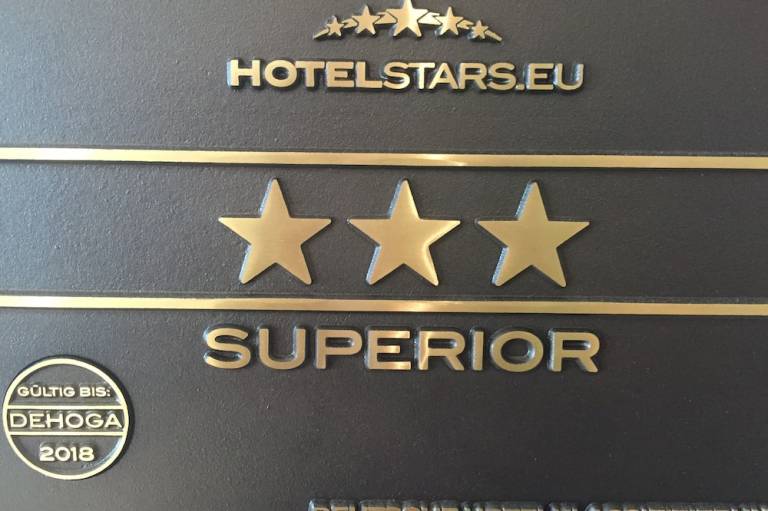 HOTELSTARS.EU
SUPERIOR
GÜLTIG BIS:
DEHOGA
2018